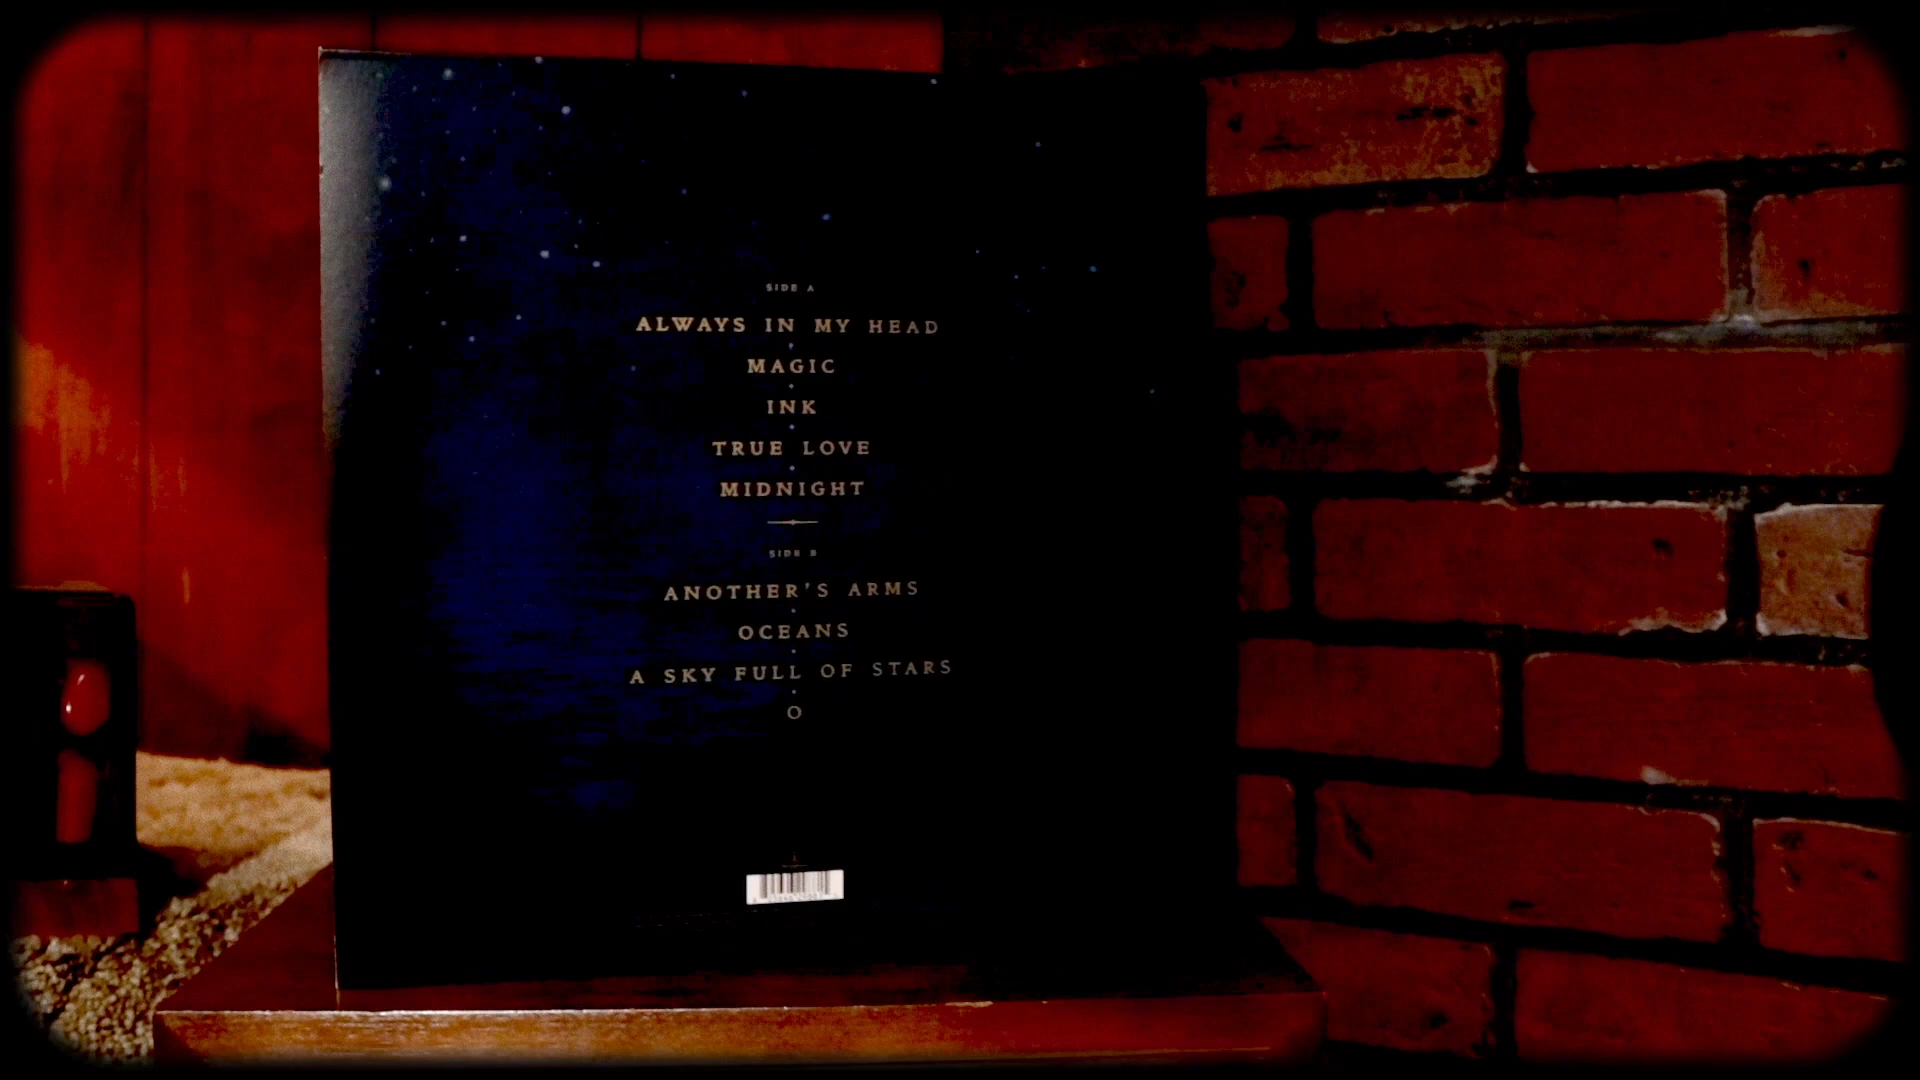 SIDE A
ALWAYS IN MY HEAD
MAGIC
INK
TRUE LOVE
MIDNIGHT
SIDE B
ANOTHER'S ARMS
OCEANS
A SKY FULL OF STARS
O